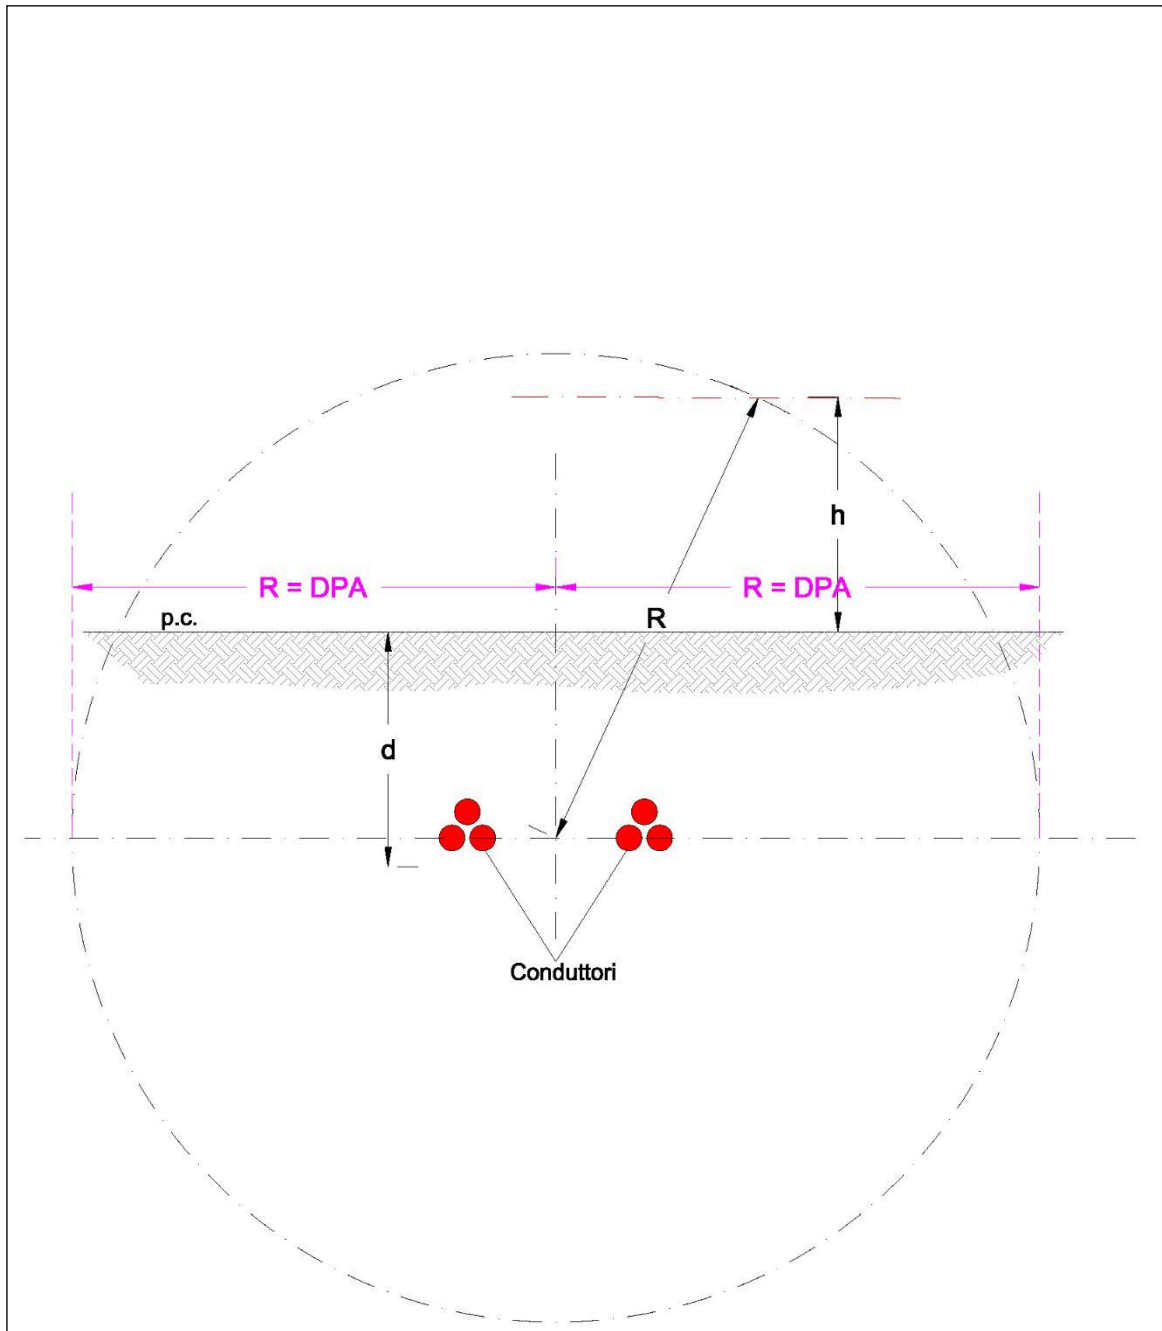 h
R = DPA
R = DPA
p.c.
R
d
Conduttori